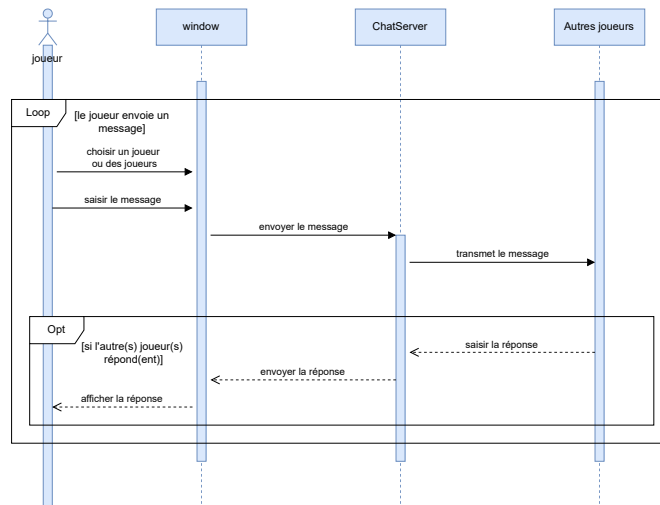 window
ChatServer
Autres joueurs
joueur
Loop
[le joueur envoie un
message]
choisir un joueur
ou des joueurs
saisir le message
envoyer le message
transmet le message
Opt
[si l'autre(s) joueur(s)
répond(ent)]
saisir la réponse
envoyer la réponse
afficher la réponse